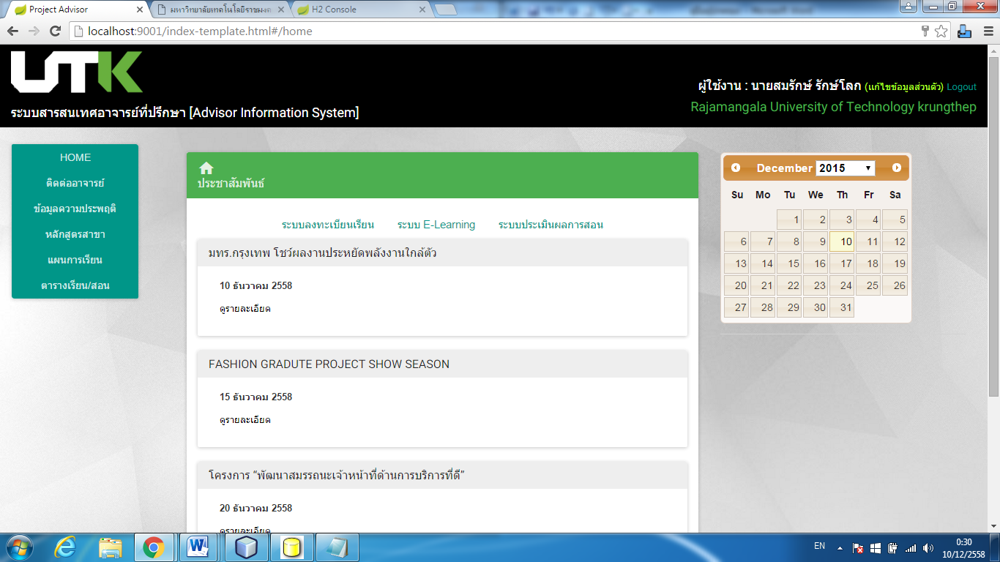 Project Advisor
มหาวิทยาลัยเทคโนโลยีราชมงคล
H2 Console
localhost:9001/index-template.html#/home
UTK
ระบบสารสนเทศอาจารย์ที่ปรึกษา [Advisor Information System]
ผู้ใช้งาน : นายสมรักษ์ รักษ์โลก (แก้ไขข้อมูลส่วนตัว) Logout
Rajamangala University of Technology krungthep
HOME
ติดต่ออาจารย์
ข้อมูลความประพฤติ
หลักสูตรสาขา
แผนการเรียน
ตารางเรียน/สอน
ประชาสัมพันธ์
ระบบลงทะเบียนเรียน ระบบ E-Learning ระบบประเมินผลการสอน
มทร.กรุงเทพ โชว์ผลงานประหยัดพลังงานใกล้ตัว
10 ธันวาคม 2558
ดูรายละเอียด
FASHION GRADUTE PROJECT SHOW SEASON
15 ธันวาคม 2558
ดูรายละเอียด
โครงการ “พัฒนาสมรรถนะเจ้าหน้าที่ด้านการบริการที่ดี”
20 ธันวาคม 2558
ดูรายละเอียด
December 2015
Su Mo Tu We Th Fr Sa
1 2 3 4 5
6 7 8 9 10 11 12
13 14 15 16 17 18 19
20 21 22 23 24 25 26
27 28 29 30 31
EN
0:30
10/12/2558